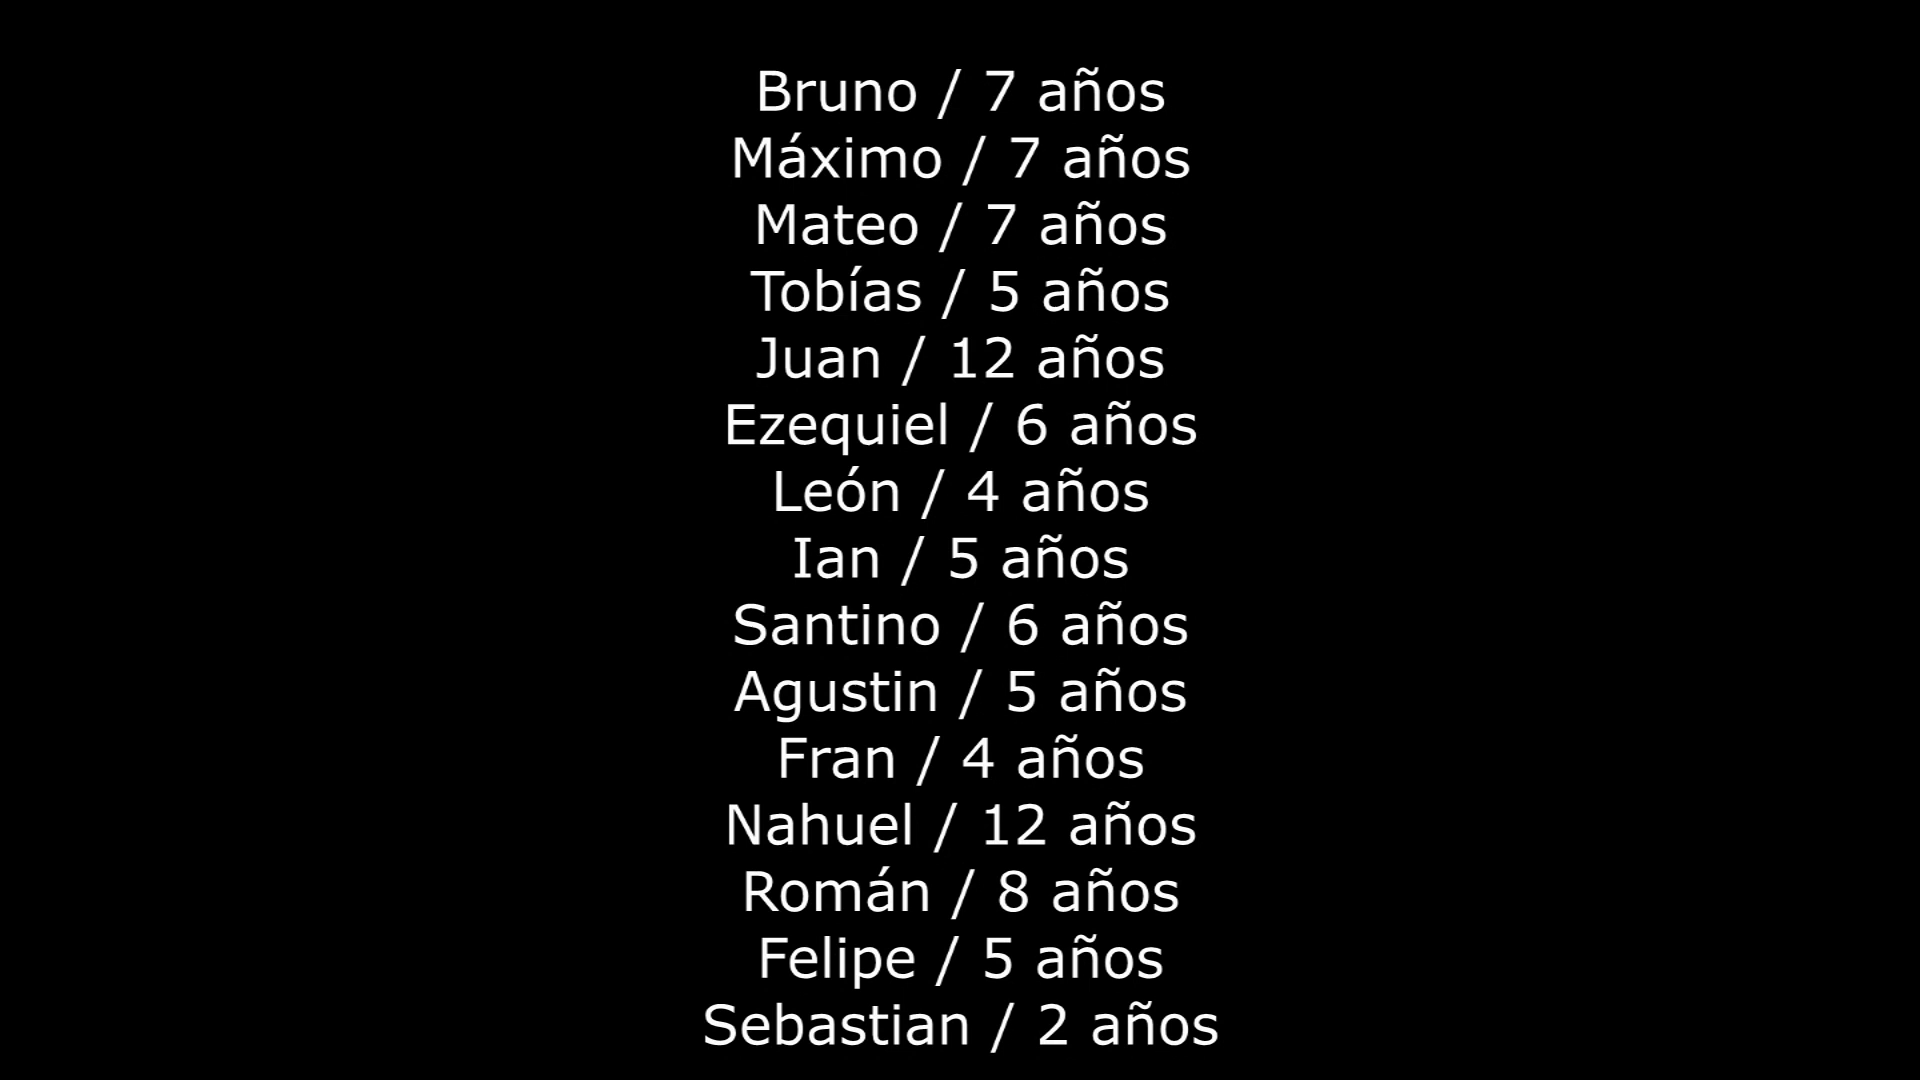 Bruno / 7 años
Máximo / 7 años
Mateo / 7 años
Tobías / 5 años
Juan / 12 años
Ezequiel / 6 años
León / 4 años
Ian / 5 años
Santino / 6 años
Agustin / 5 años
Fran / 4 años
Nahuel / 12 años
Román / 8 años
Felipe / 5 años
Sebastian / 2 años